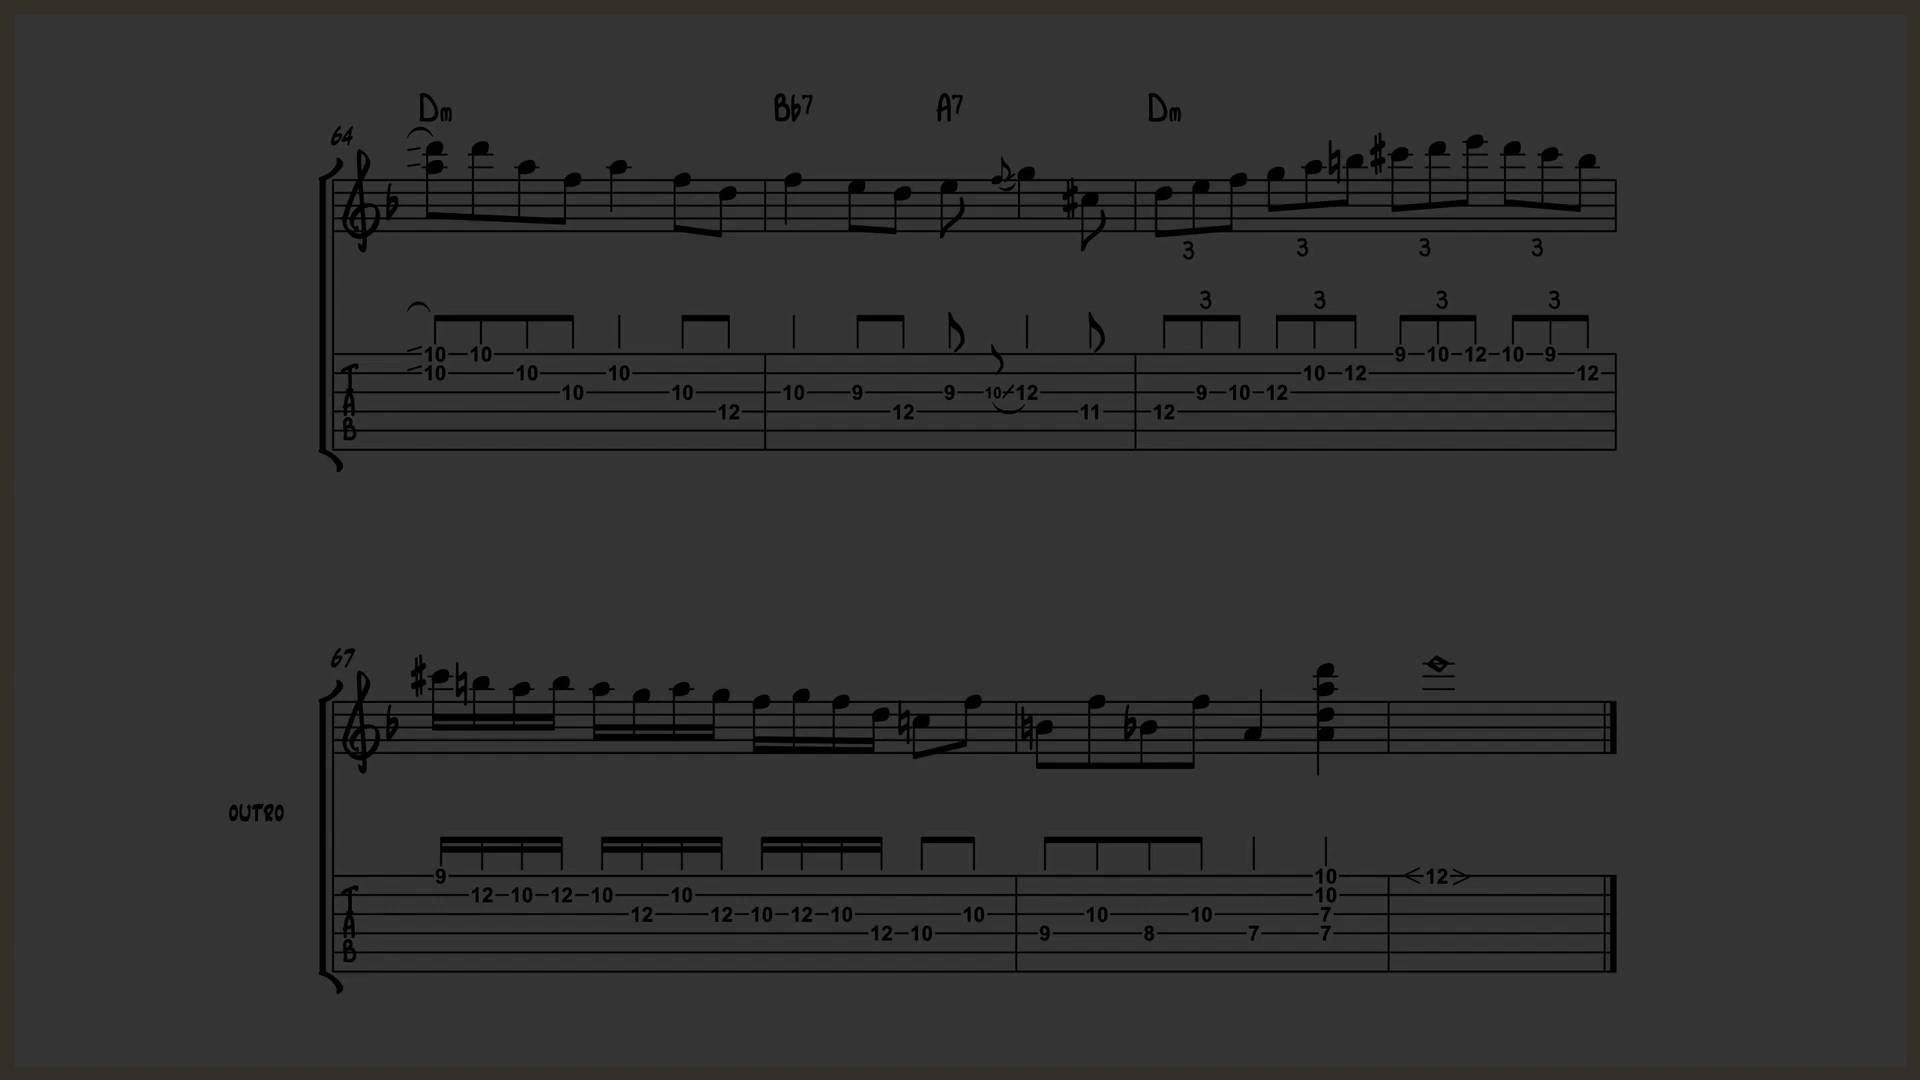 Dm Bb7 A7 Dm
64
3 3 3 3
3 3 3 3
10 10 9 10 12 10 9
10 10 10 10 12 12
T 10 10 10 9 9 10 12 9 10 12
A 12 12 11 12
B
67
OUTRO
9 10 <12>
12 10 12 10 10 10
T 12 12 10 12 10 10 10 10 7
A 12 10 9 8 7 7
B